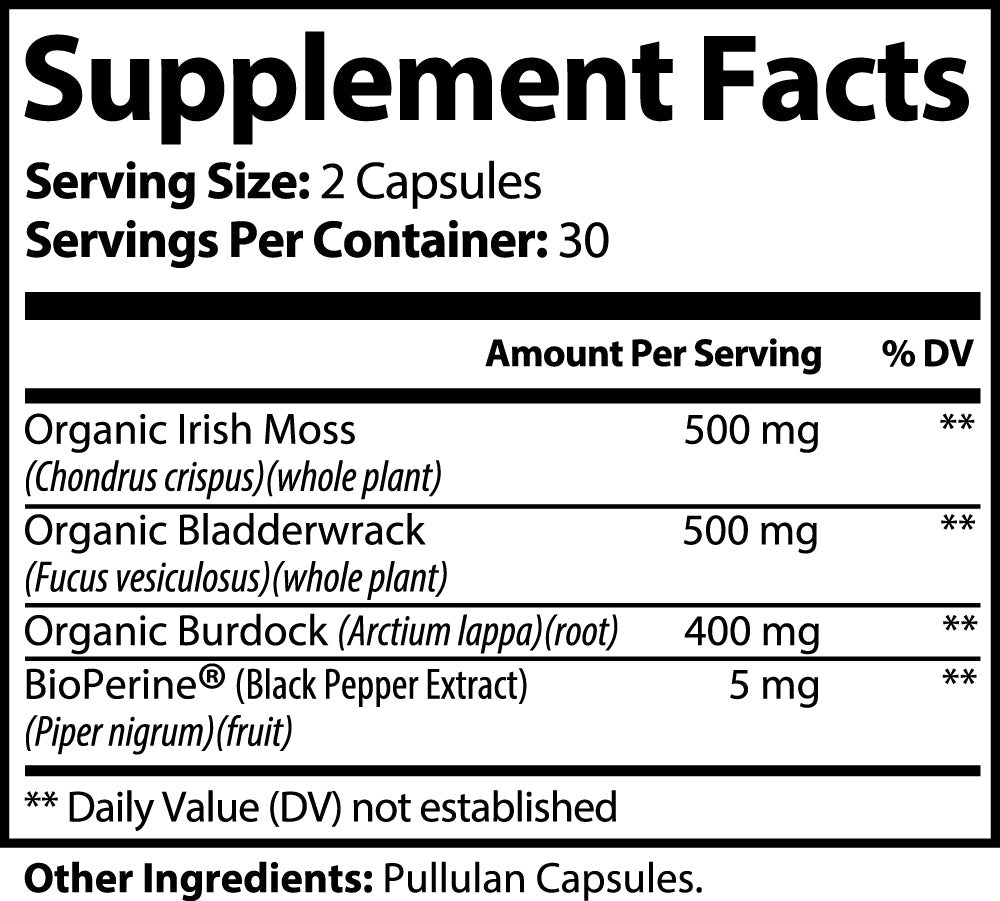 Supplement Facts
Serving Size: 2 Capsules
Servings Per Container: 30
Amount Per Serving % DV
Organic Irish Moss 500 mg **
(Chondrus crispus)(whole plant)
Organic Bladderwrack 500 mg **
(Fucus vesiculosus)(whole plant)
Organic Burdock (Arctium lappa)(root) 400 mg **
BioPerine® (Black Pepper Extract) 5 mg **
(Piper nigrum)(fruit)
** Daily Value (DV) not established
Other Ingredients: Pullulan Capsules.